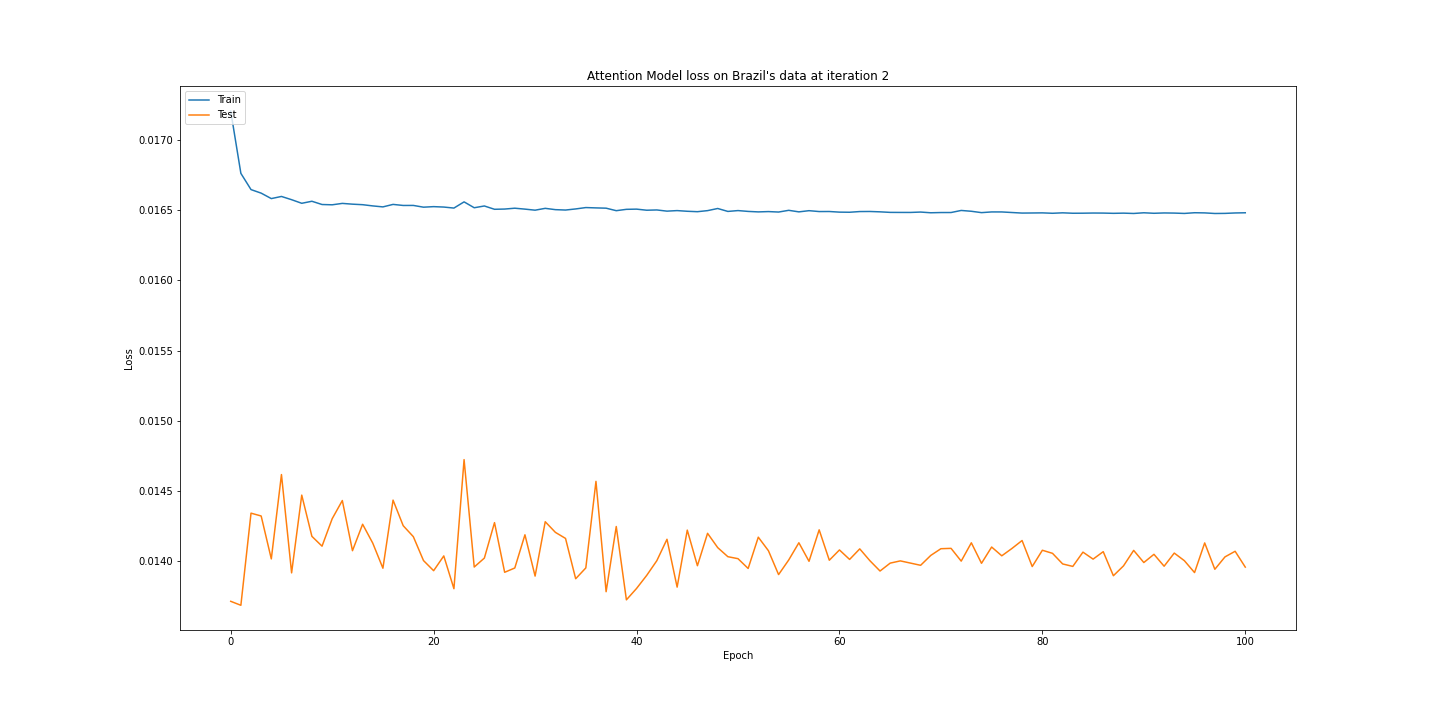 Attention Model loss on Brazil's data at iteration 2
Train
Test
0.0170
0.0165
0.0160
0.0155
0.0150
0.0145
0.0140
Loss
0 20 40 60 80 100
Epoch